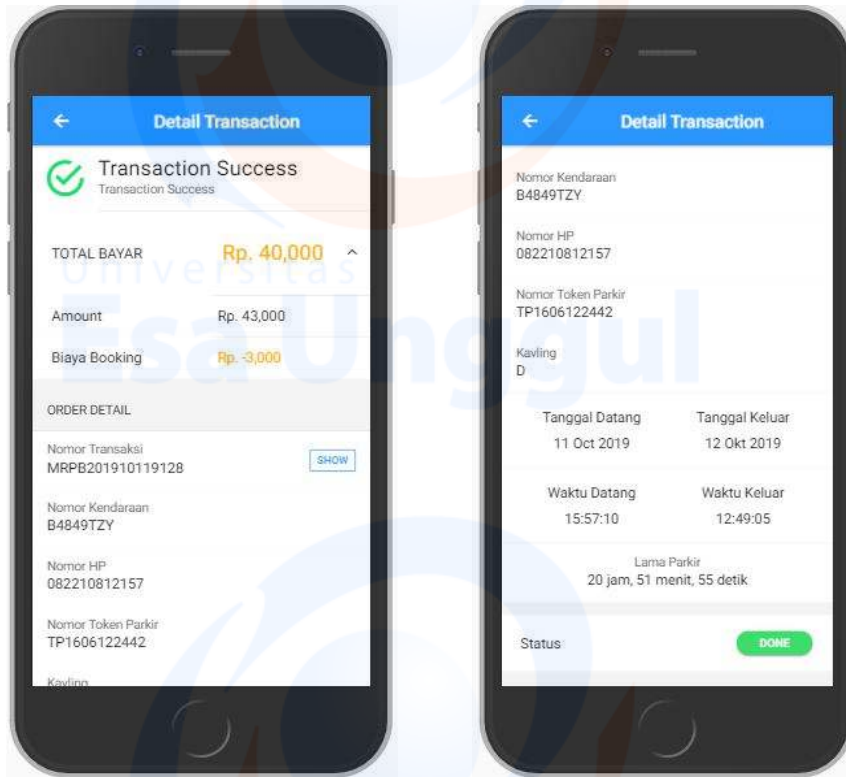 Detail Transaction
Transaction Success
Transaction Success
TOTAL BAYAR Rp. 40,000
Amount Rp. 43,000
Biaya Booking Rp. -3,000
ORDER DETAIL
Nomor Transaksi
MRPB201910119128
SHOW
Nomor Kendaraan
B4849TZY
Nomor HP
082210812157
Nomor Token Parkir
TP1606122442
Kavling
Detail Transaction
Nomor Kendaraan
B4849TZY
Nomor HP
082210812157
Nomor Token Parkir
TP1606122442
Kavling
D
Tanggal Datang Tanggal Keluar
11 Oct 2019 12 Okt 2019
Waktu Datang Waktu Keluar
15:57:10 12:49:05
Lama Parkir
20 jam, 51 menit, 55 detik
Status DONE
Universitas
Esa Unggul